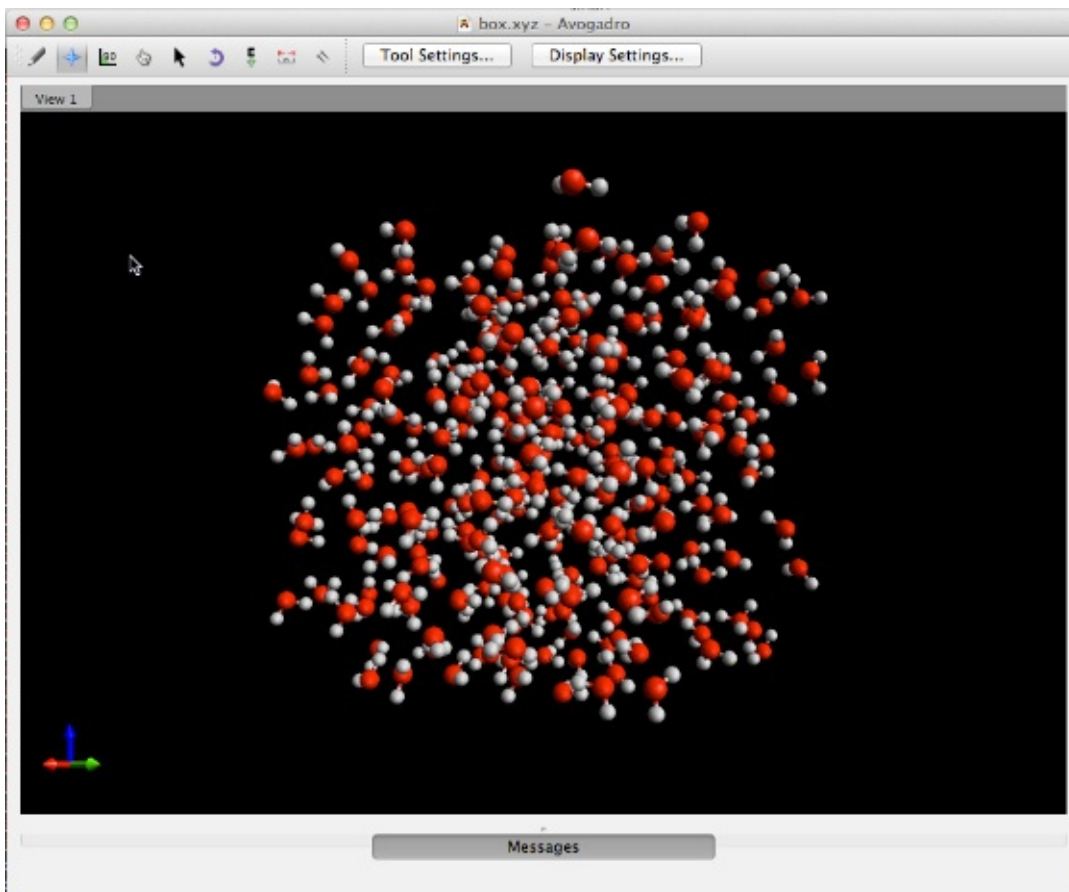 box.xyz – Avogadro
Tool Settings...
Display Settings...
View 1
Messages